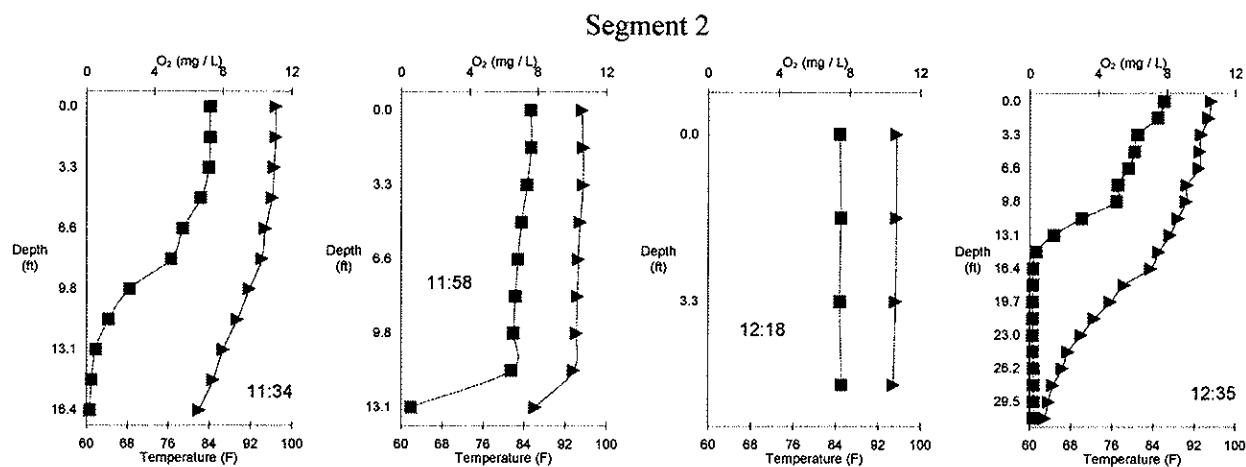 Segment 2
O₂ (mg / L)
0 4 8 12
0.0
3.3
6.6
Depth
(ft)
9.8
13.1
11:34
16.4
60 68 76 84 92 100
Temperature (F)
O₂ (mg / L)
0 4 8 12
0.0
3.3
Depth
(ft)
6.6
11:58
9.8
13.1
60 68 76 84 92 100
Temperature (F)
O₂ (mg / L)
0 4 8 12
0.0
Depth
(ft)
3.3
12:18
60 68 76 84 92 100
Temperature (F)
O₂ (mg / L)
0 4 8 12
0.0
3.3
6.6
9.8
13.1
Depth
(ft)
16.4
19.7
23.0
26.2
29.5
12:35
60 68 76 84 92 100
Temperature (F)